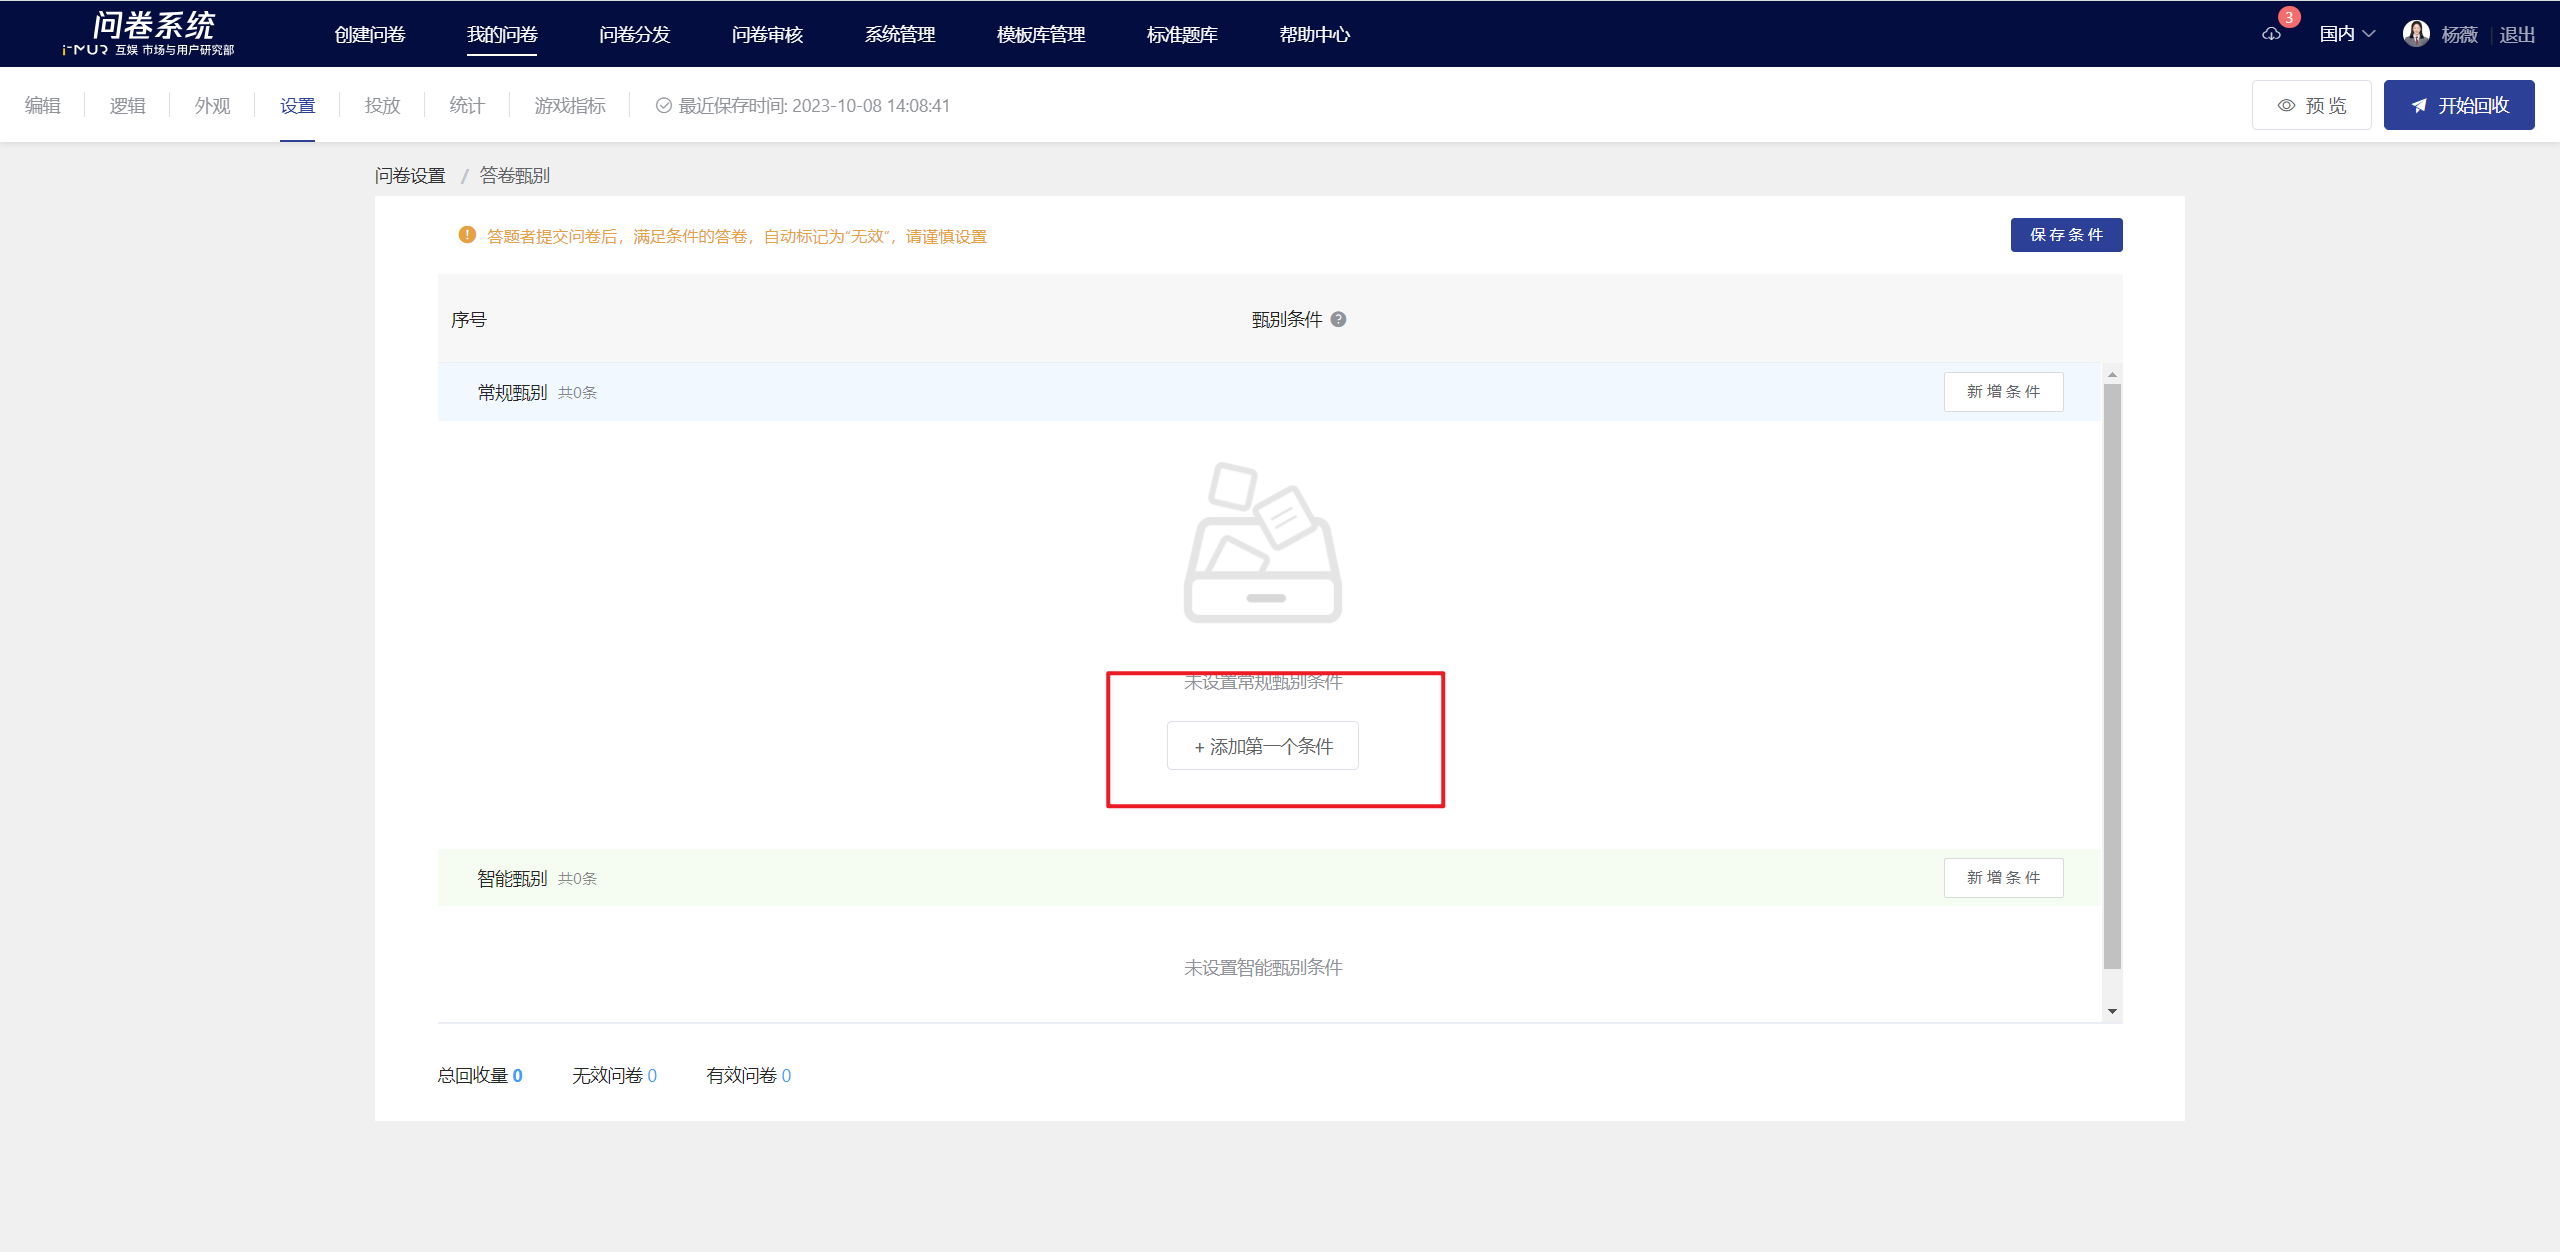 问卷系统
i-MUR 互娱 市场与用户研究部
创建问卷 我的问卷 问卷分发 问卷审核 系统管理 模板库管理 标准题库 帮助中心 3 国内 杨薇 退出
编辑 逻辑 外观 设置 投放 统计 游戏指标 最近保存时间: 2023-10-08 14:08:41 预 览 开始回收
问卷设置 / 答卷甄别
答题者提交问卷后，满足条件的答卷，自动标记为“无效”，请谨慎设置 保存条件
序号 甄别条件 ?
常规甄别 共0条 新增条件
未设置常规甄别条件
+ 添加第一个条件
智能甄别 共0条 新增条件
未设置智能甄别条件
总回收量 0 无效问卷 0 有效问卷 0